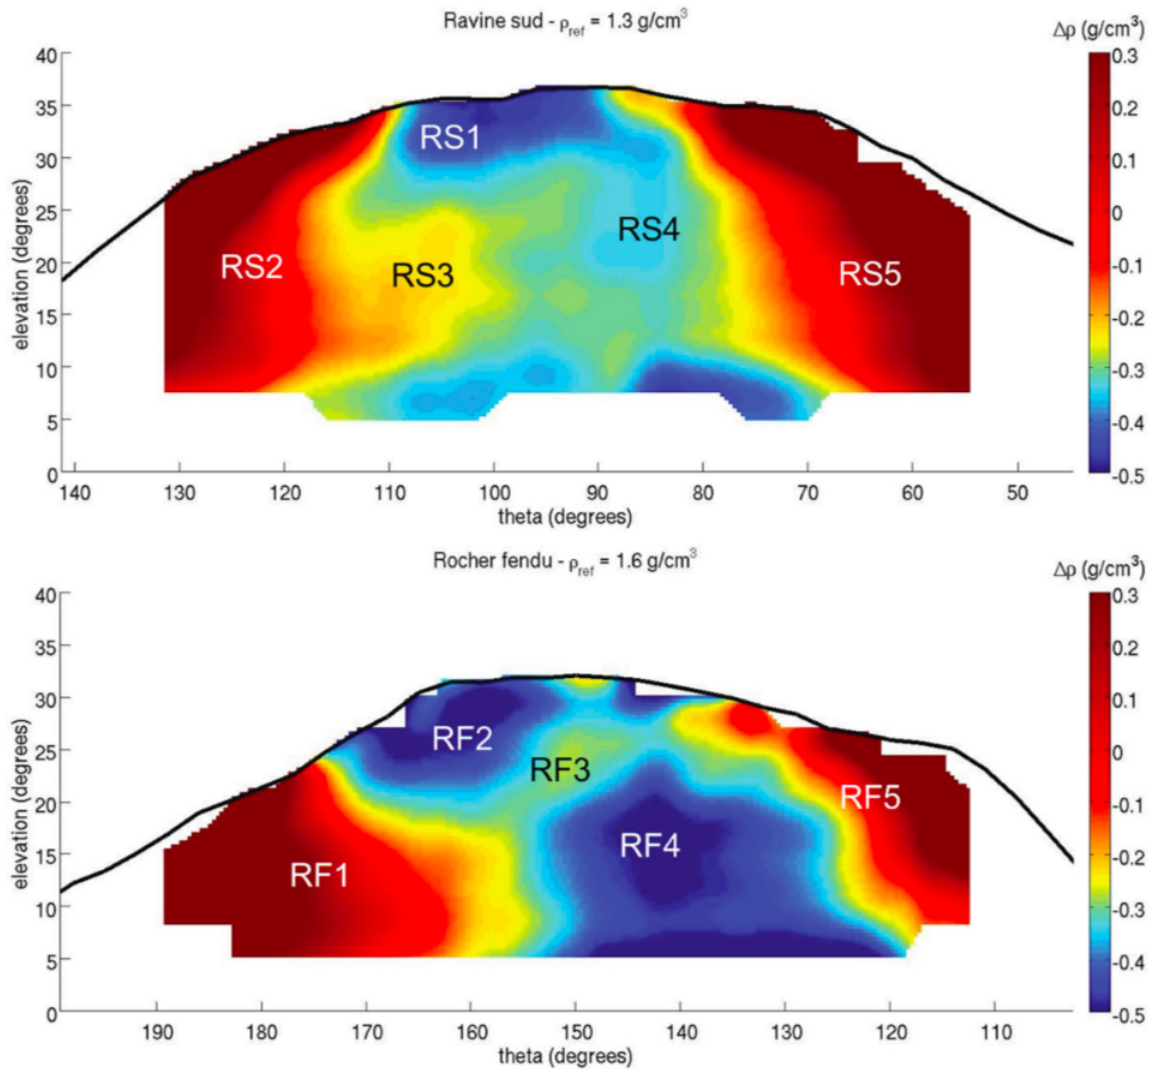 Ravine sud - ρref = 1.3 g/cm³
Δρ (g/cm³)
40
35
30
25
20
15
10
5
0
elevation (degrees)
RS1
RS2
RS3
RS4
RS5
140 130 120 110 100 90 80 70 60 50
theta (degrees)
0.3
0.2
0.1
0
-0.1
-0.2
-0.3
-0.4
-0.5
Rocher fendu - ρref = 1.6 g/cm³
Δρ (g/cm³)
40
35
30
25
20
15
10
5
0
elevation (degrees)
RF2
RF3
RF5
RF4
RF1
190 180 170 160 150 140 130 120 110
theta (degrees)
0.3
0.2
0.1
0
-0.1
-0.2
-0.3
-0.4
-0.5